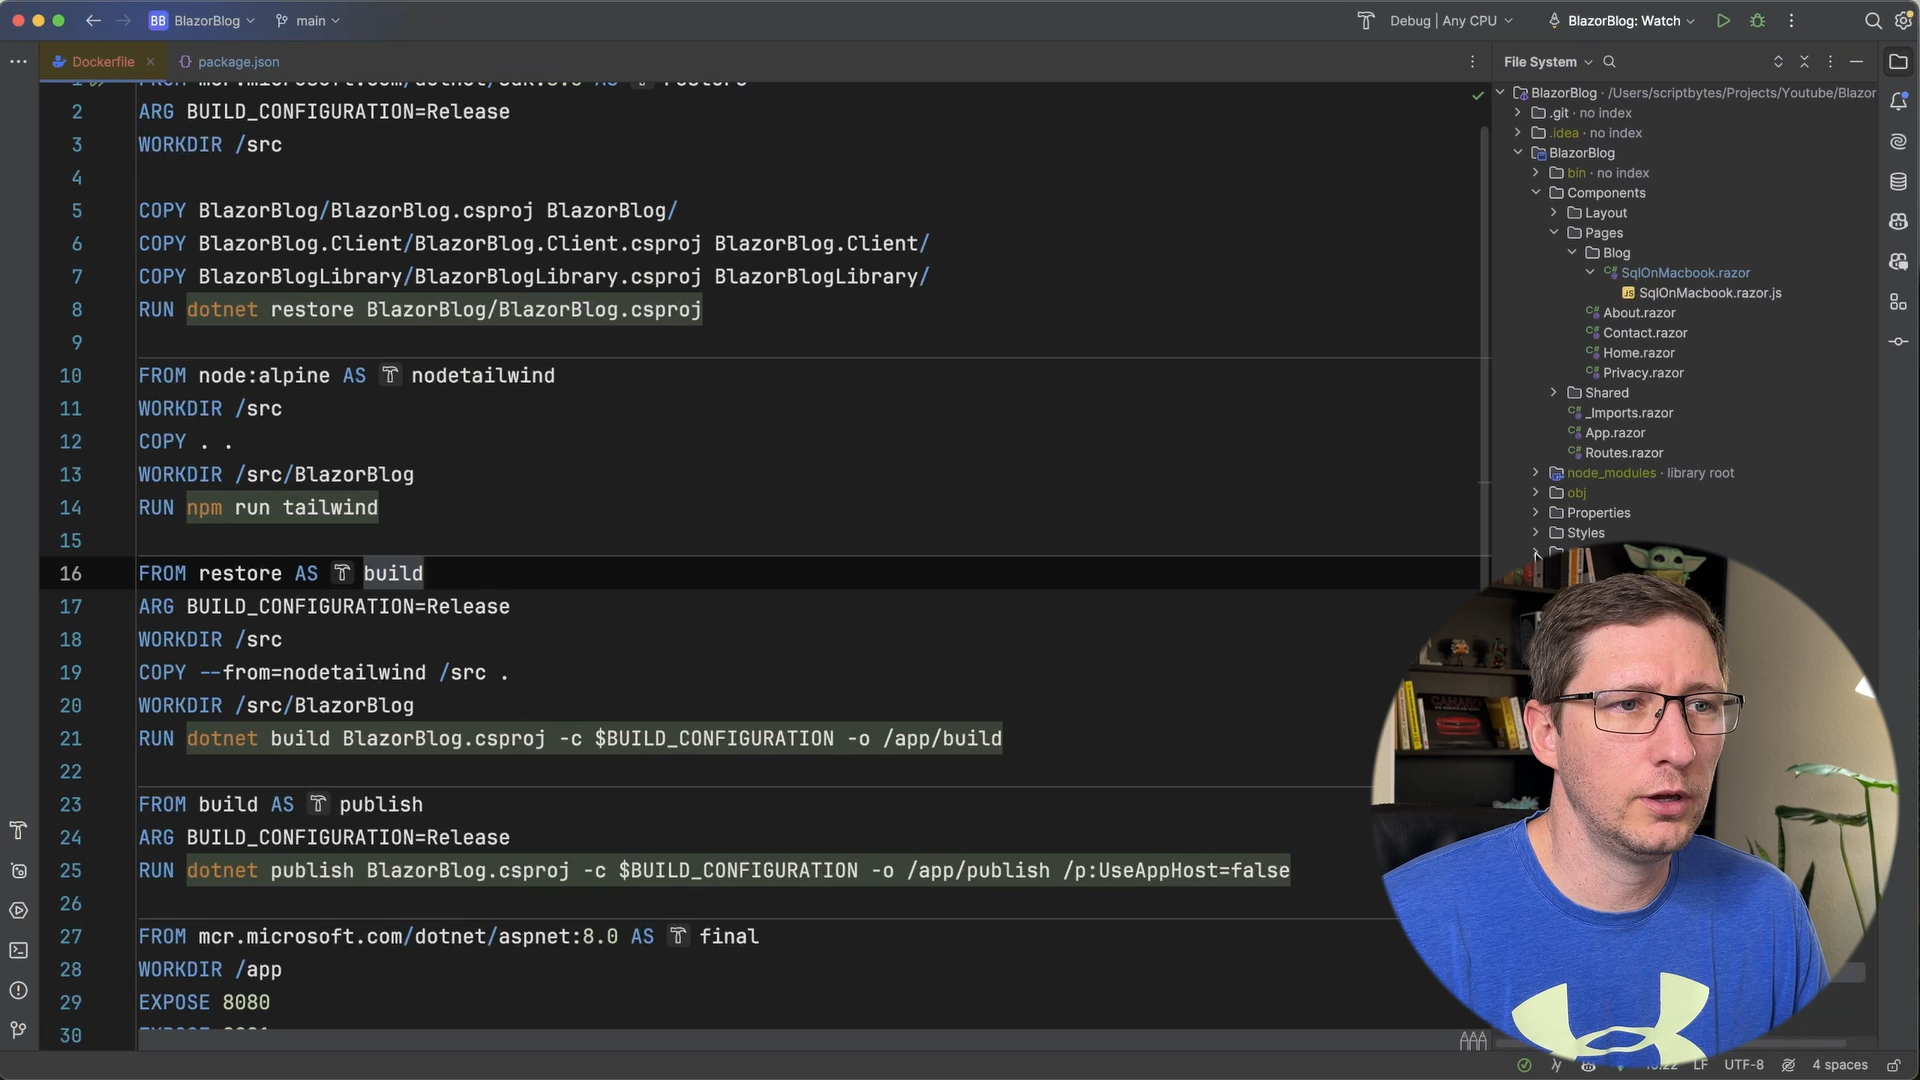 BB BlazorBlog
main
Debug | Any CPU
BlazorBlog: Watch
Dockerfile
package.json
File System
2 ARG BUILD_CONFIGURATION=Release
3 WORKDIR /src
4
5 COPY BlazorBlog/BlazorBlog.csproj BlazorBlog/
6 COPY BlazorBlog.Client/BlazorBlog.Client.csproj BlazorBlog.Client/
7 COPY BlazorBlogLibrary/BlazorBlogLibrary.csproj BlazorBlogLibrary/
8 RUN dotnet restore BlazorBlog/BlazorBlog.csproj
9
10 FROM node:alpine AS nodetailwind
11 WORKDIR /src
12 COPY . .
13 WORKDIR /src/BlazorBlog
14 RUN npm run tailwind
15
16 FROM restore AS build
17 ARG BUILD_CONFIGURATION=Release
18 WORKDIR /src
19 COPY --from=nodetailwind /src .
20 WORKDIR /src/BlazorBlog
21 RUN dotnet build BlazorBlog.csproj -c $BUILD_CONFIGURATION -o /app/build
22
23 FROM build AS publish
24 ARG BUILD_CONFIGURATION=Release
25 RUN dotnet publish BlazorBlog.csproj -c $BUILD_CONFIGURATION -o /app/publish /p:UseAppHost=false
26
27 FROM mcr.microsoft.com/dotnet/aspnet:8.0 AS final
28 WORKDIR /app
29 EXPOSE 8080
30
BlazorBlog · /Users/scriptbytes/Projects/Youtube/Blazor
.git · no index
.idea · no index
BlazorBlog
bin · no index
Components
Layout
Pages
Blog
SqlOnMacbook.razor
SqlOnMacbook.razor.js
About.razor
Contact.razor
Home.razor
Privacy.razor
Shared
_Imports.razor
App.razor
Routes.razor
node_modules · library root
obj
Properties
Styles
CAMARO
LF
UTF-8
4 spaces